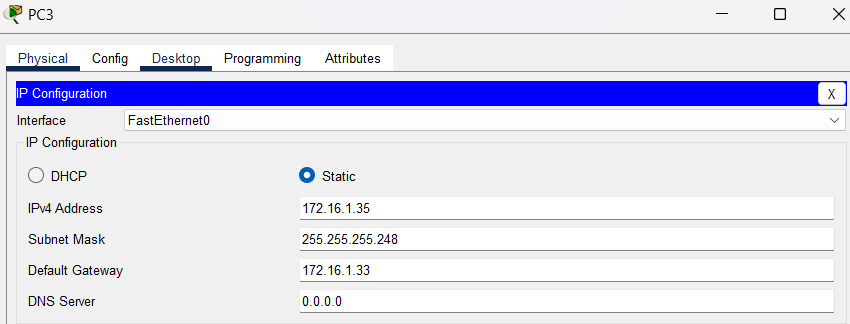 PC3
Physical Config Desktop Programming Attributes
IP Configuration X
Interface FastEthernet0
IP Configuration
DHCP Static
IPv4 Address 172.16.1.35
Subnet Mask 255.255.255.248
Default Gateway 172.16.1.33
DNS Server 0.0.0.0